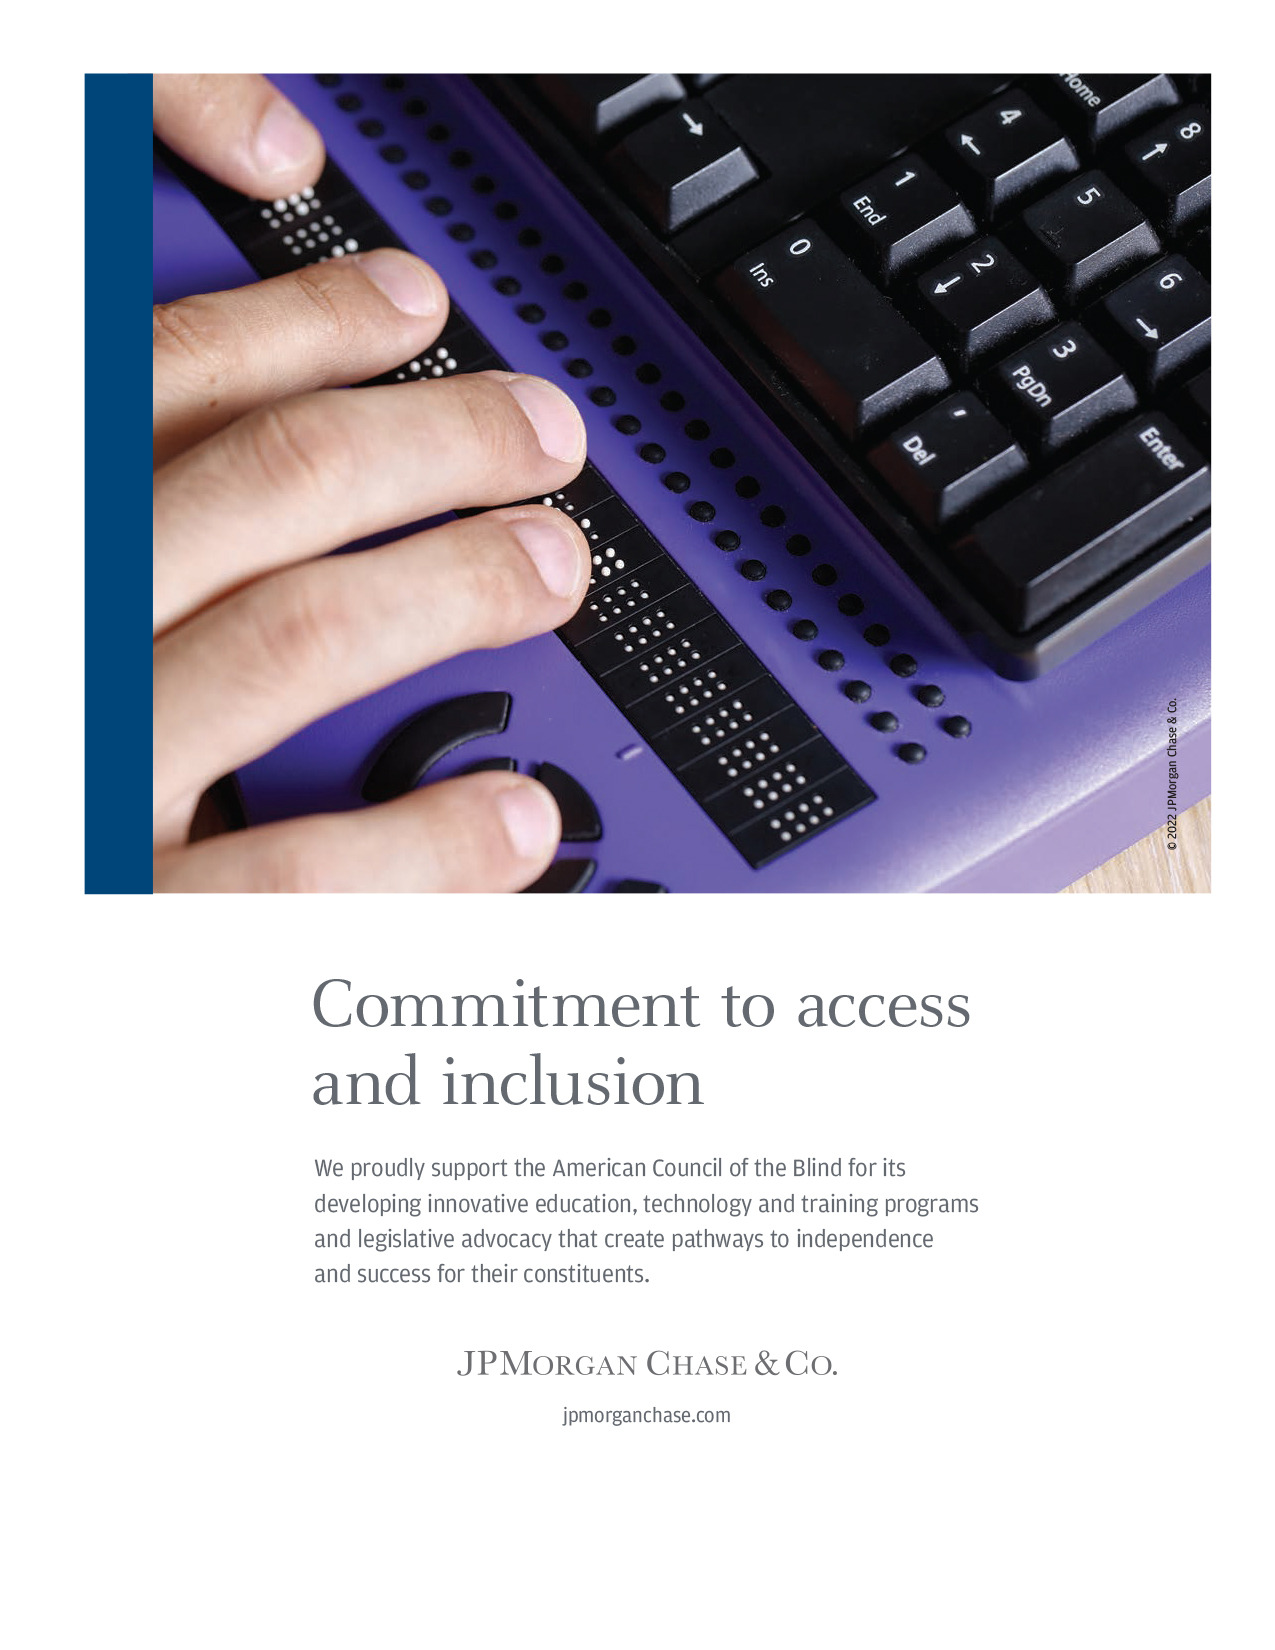 Home
4
8
1
End
5
0
Ins
2
6
3
PgDn
,
Del
Enter
© 2022 JPMorgan Chase & Co.
Commitment to access
and inclusion
We proudly support the American Council of the Blind for its
developing innovative education, technology and training programs
and legislative advocacy that create pathways to independence
and success for their constituents.
JPMORGAN CHASE & CO.
jpmorganchase.com